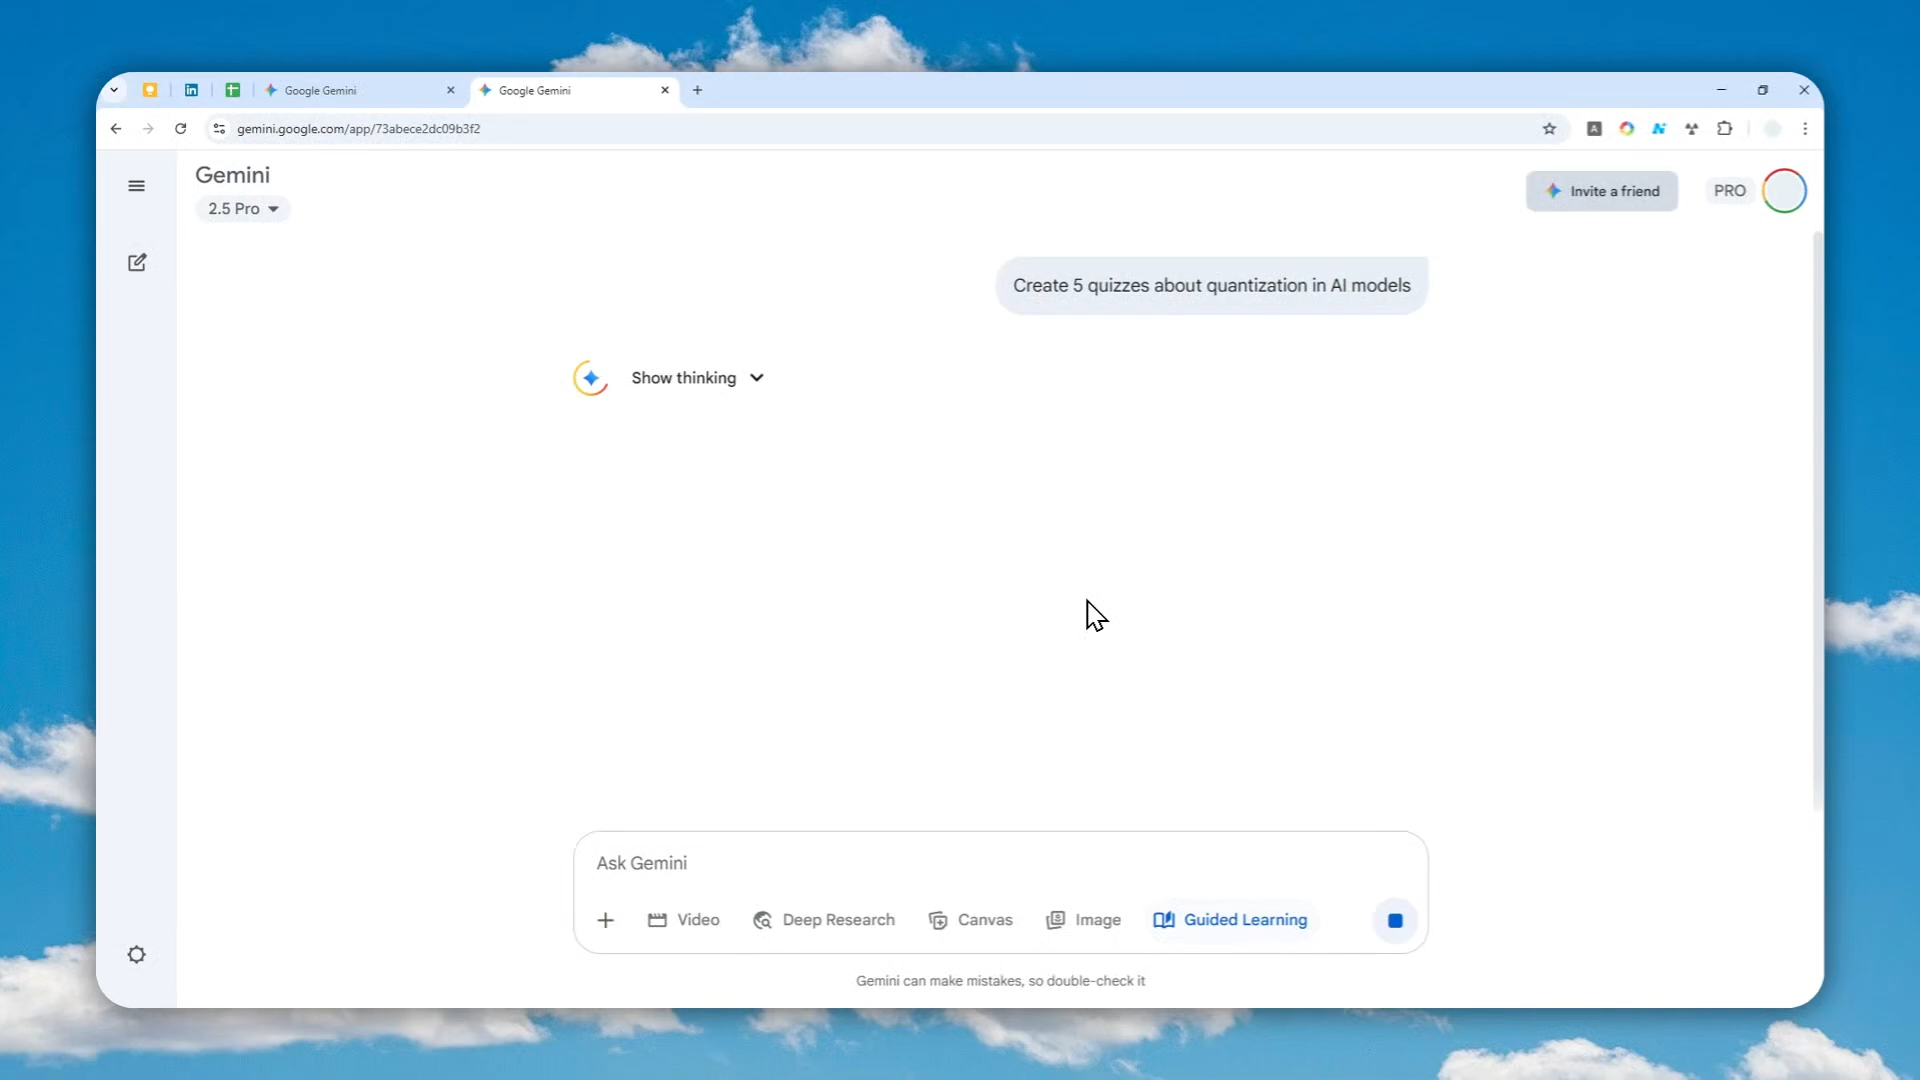 Google Gemini
Google Gemini
gemini.google.com/app/73abece2dc09b3f2
Gemini
2.5 Pro
Invite a friend
PRO
Create 5 quizzes about quantization in AI models
Show thinking
Ask Gemini
Video
Deep Research
Canvas
Image
Guided Learning
Gemini can make mistakes, so double-check it